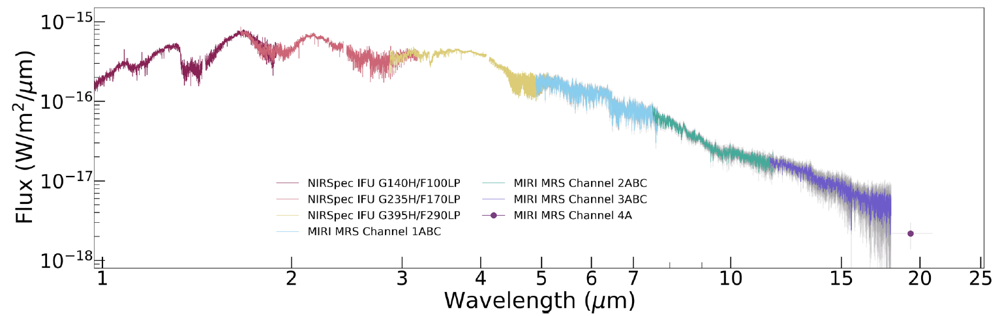 10⁻¹⁵
10⁻¹⁶
10⁻¹⁷
10⁻¹⁸
Flux (W/m²/μm)
NIRSpec IFU G140H/F100LP
NIRSpec IFU G235H/F170LP
NIRSpec IFU G395H/F290LP
MIRI MRS Channel 1ABC
MIRI MRS Channel 2ABC
MIRI MRS Channel 3ABC
MIRI MRS Channel 4A
1 2 3 4 5 6 7 10 15 20 25
Wavelength (μm)